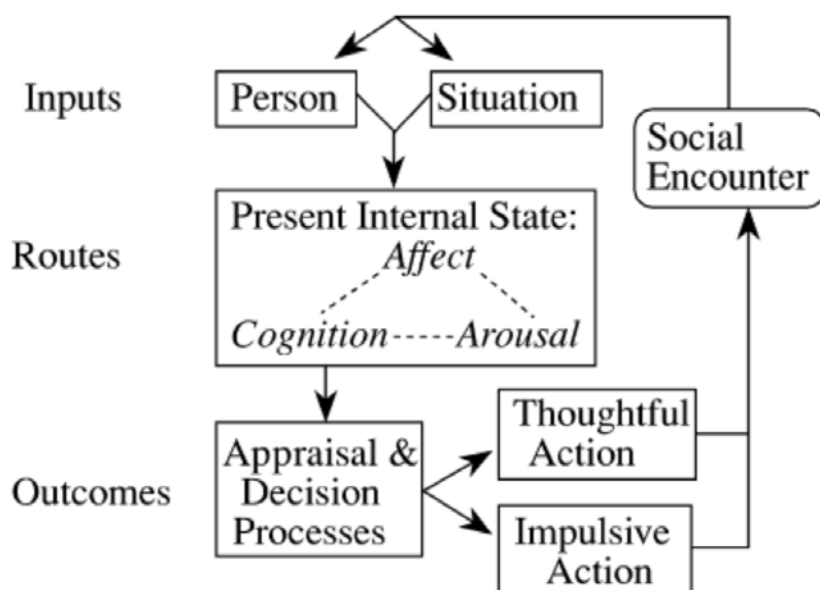 Inputs
Person
Situation
Social
Encounter
Routes
Present Internal State:
Affect
Cognition
Arousal
Outcomes
Appraisal &
Decision
Processes
Thoughtful
Action
Impulsive
Action